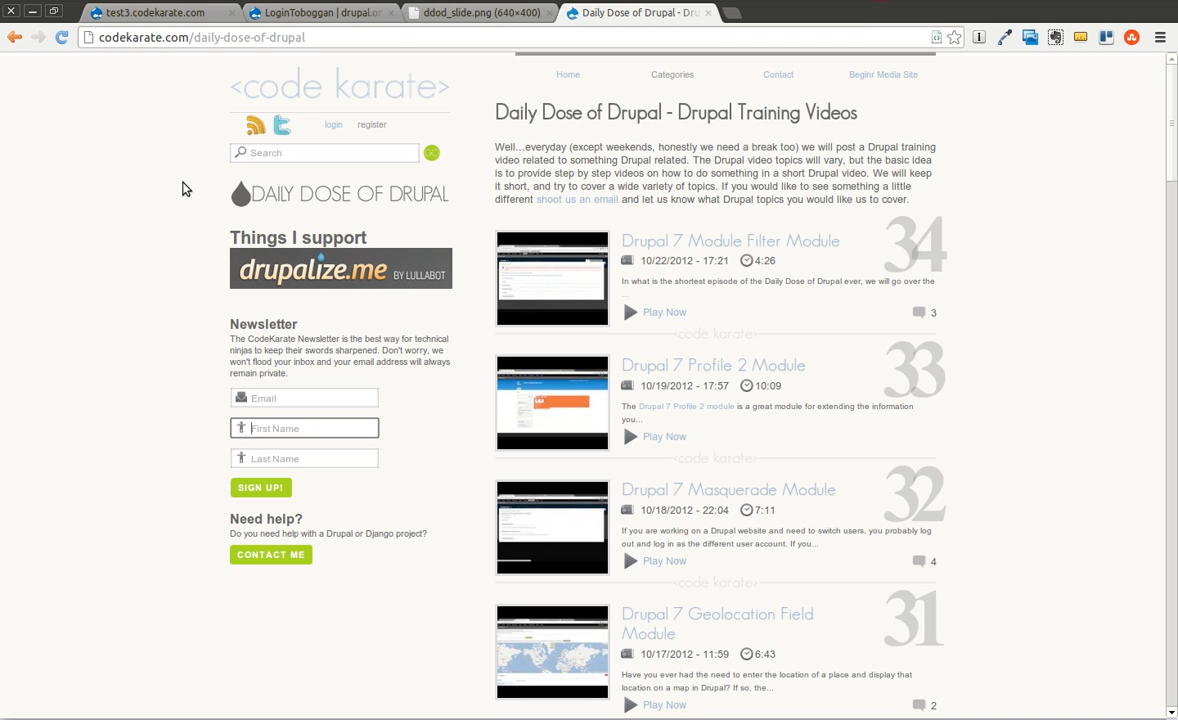 test3.codekarate.com
LoginToboggan | drupal.or
ddod_slide.png (640×400)
Daily Dose of Drupal - Dru
codekarate.com/daily-dose-of-drupal
<code karate>
login
register
Search
DAILY DOSE OF DRUPAL
Things I support
drupalize.me BY LULLABOT
Newsletter
The CodeKarate Newsletter is the best way for technical
ninjas to keep their swords sharpened. Don't worry, we
won't flood your inbox and your email address will always
remain private.
Email
First Name
Last Name
SIGN UP!
Need help?
Do you need help with a Drupal or Django project?
CONTACT ME
Home
Categories
Contact
Beginr Media Site
Daily Dose of Drupal - Drupal Training Videos
Well...everyday (except weekends, honestly we need a break too) we will post a Drupal training
video related to something Drupal related. The Drupal video topics will vary, but the basic idea
is to provide step by step videos on how to do something in a short Drupal video. We will keep
it short, and try to cover a wide variety of topics. If you would like to see something a little
different shoot us an email and let us know what Drupal topics you would like us to cover.
Drupal 7 Module Filter Module
34
10/22/2012 - 17:21 4:26
In what is the shortest episode of the Daily Dose of Drupal ever, we will go over the
...
Play Now
3
<code karate>
Drupal 7 Profile 2 Module
33
10/19/2012 - 17:57 10:09
The Drupal 7 Profile 2 module is a great module for extending the information
you...
Play Now
<code karate>
Drupal 7 Masquerade Module
32
10/18/2012 - 22:04 7:11
If you are working on a Drupal website and need to switch users, you probably log
out and log in as the different user account. If you...
Play Now
4
<code karate>
Drupal 7 Geolocation Field
Module
31
10/17/2012 - 11:59 6:43
Have you ever had the need to enter the location of a place and display that
location on a map in Drupal? If so, the...
Play Now
2